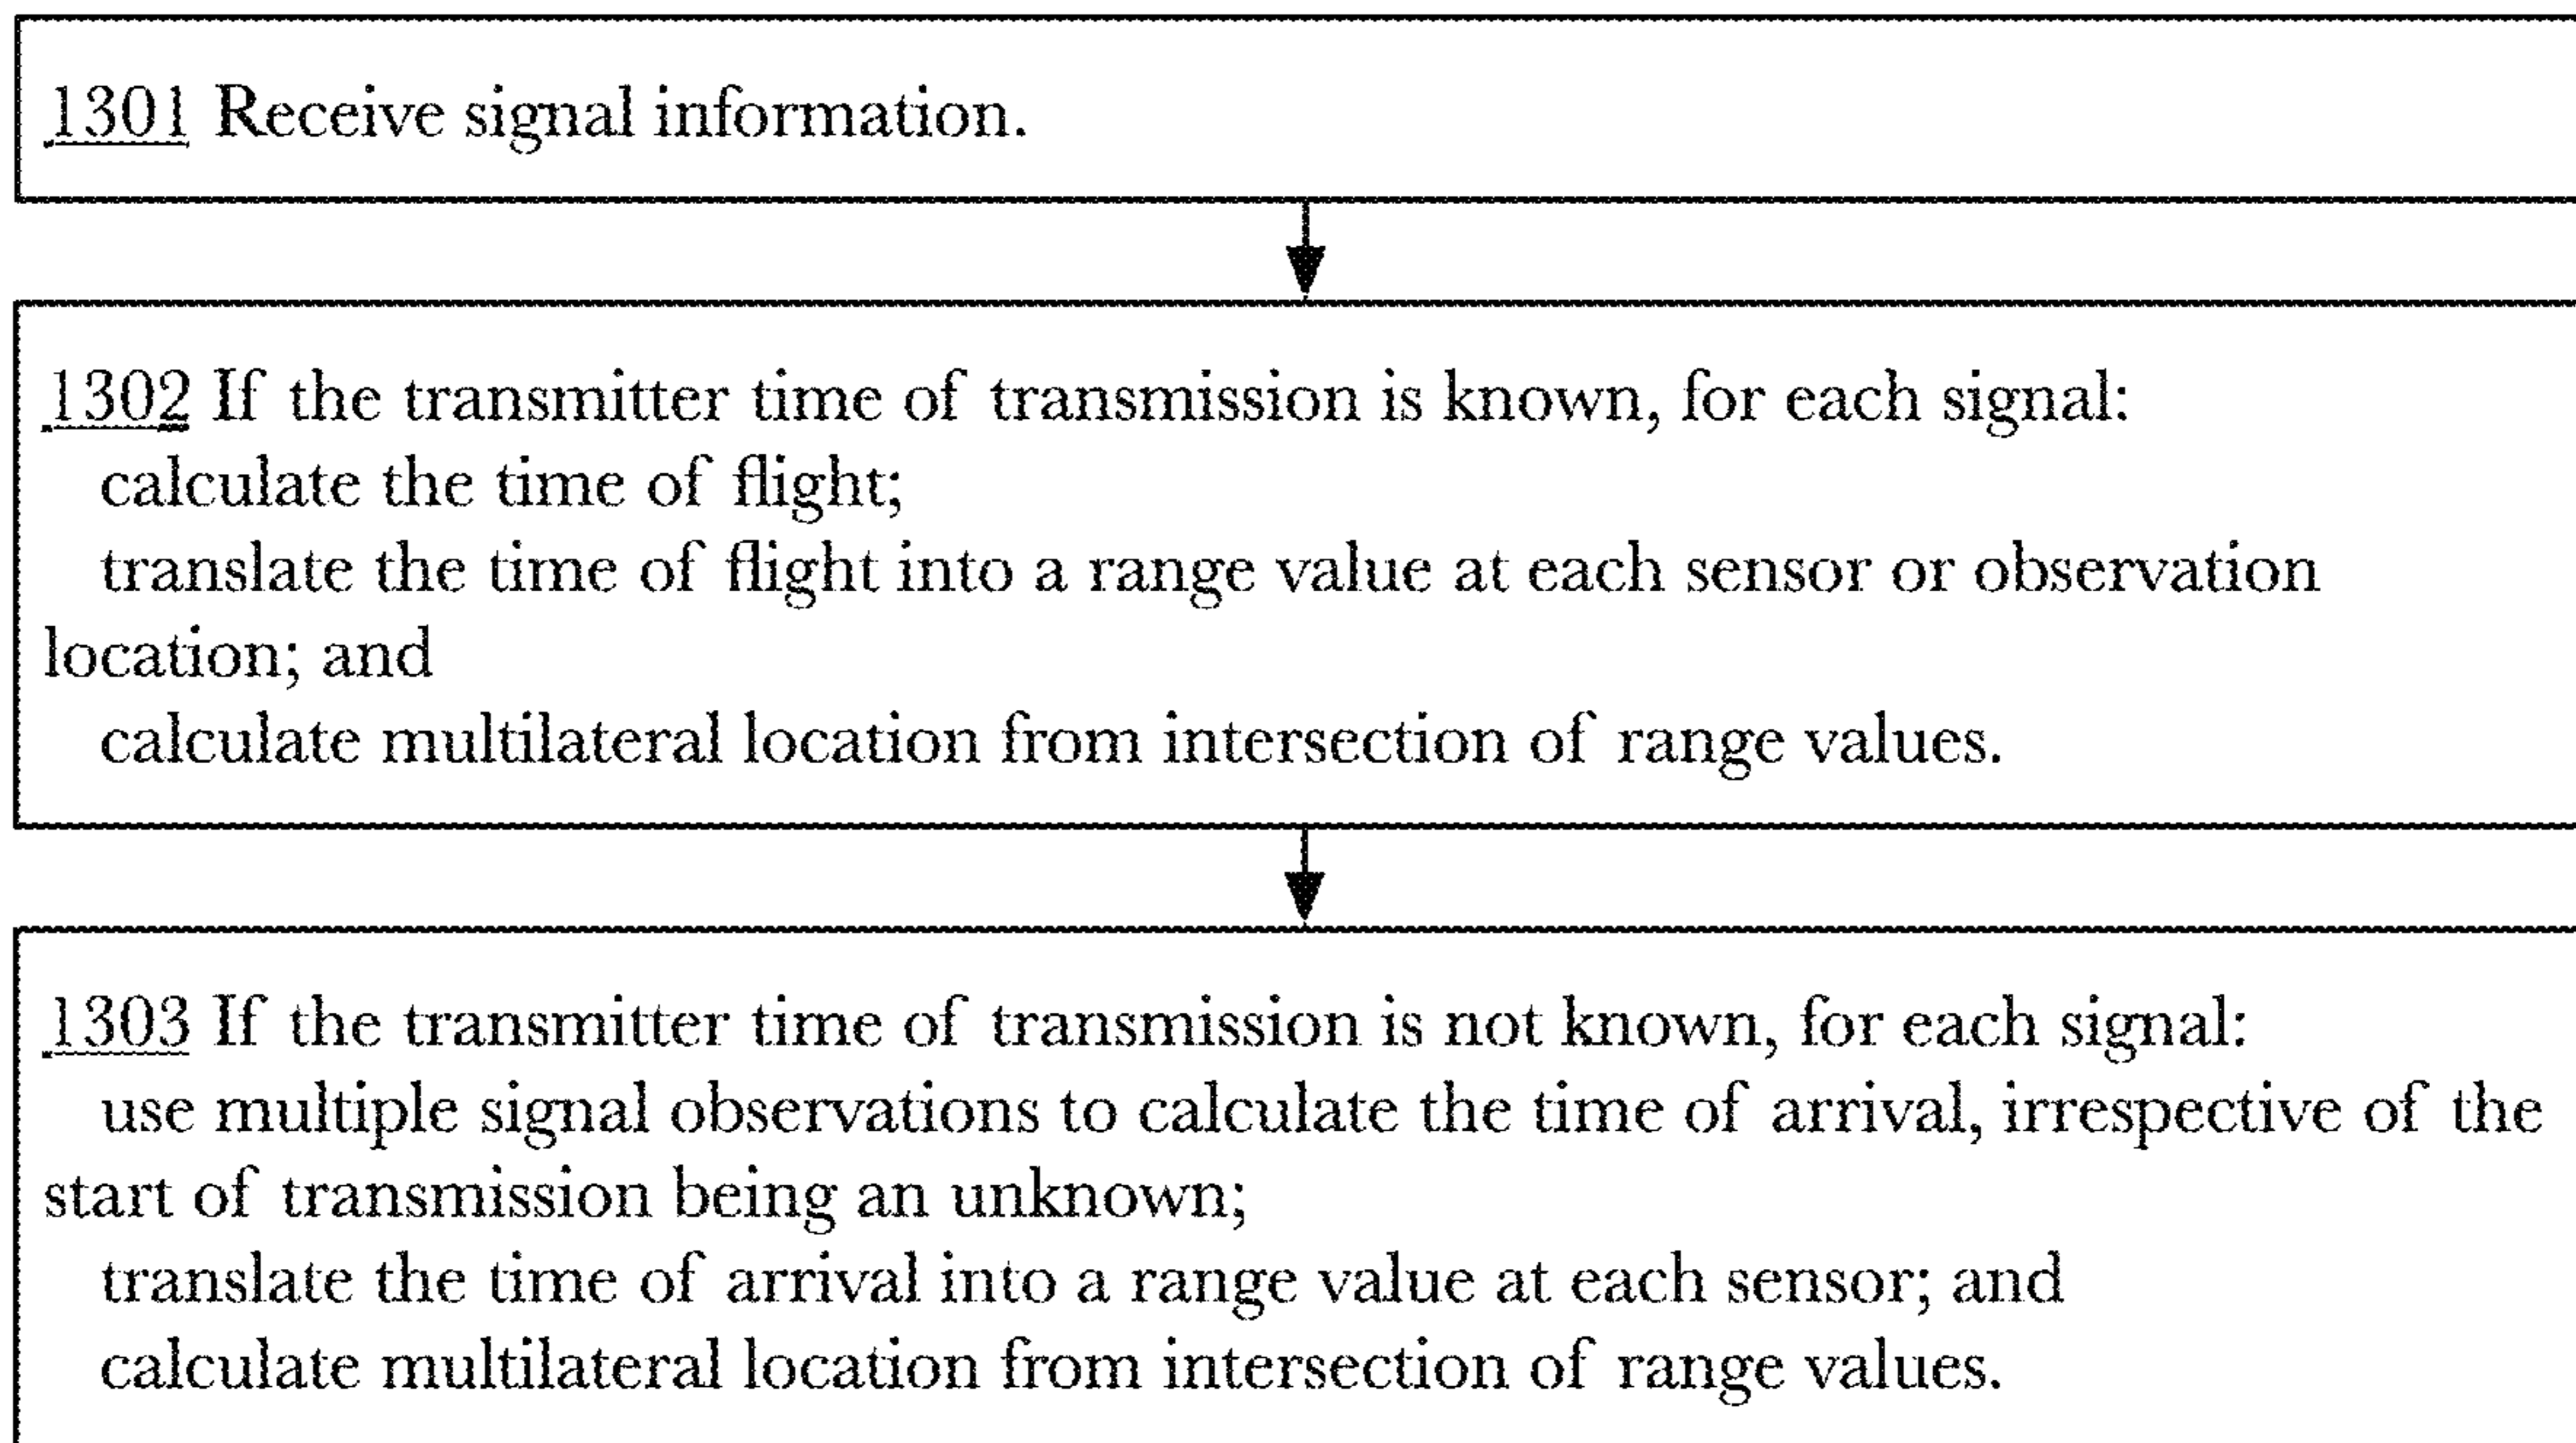 1301 Receive signal information.
1302 If the transmitter time of transmission is known, for each signal:
calculate the time of flight;
translate the time of flight into a range value at each sensor or observation
location; and
calculate multilateral location from intersection of range values.
1303 If the transmitter time of transmission is not known, for each signal:
use multiple signal observations to calculate the time of arrival, irrespective of the
start of transmission being an unknown;
translate the time of arrival into a range value at each sensor; and
calculate multilateral location from intersection of range values.